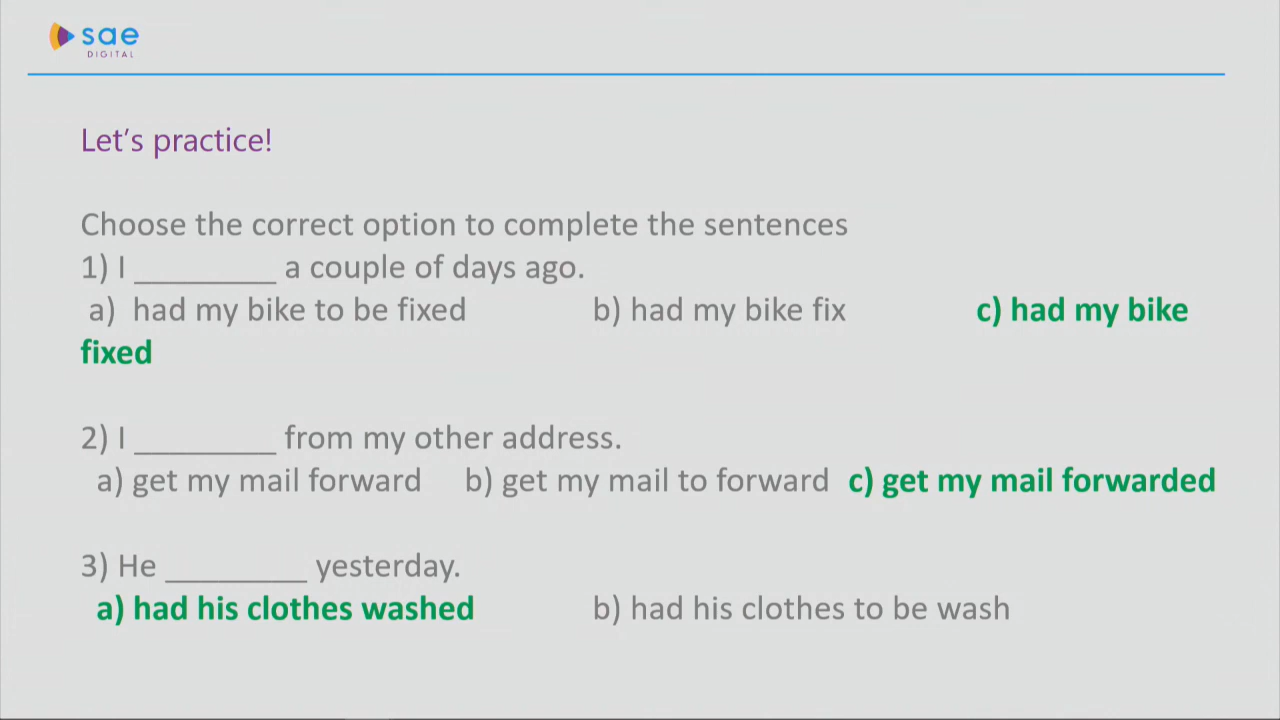 sae
DIGITAL
Let's practice!
Choose the correct option to complete the sentences
1) I ________ a couple of days ago.
a) had my bike to be fixed b) had my bike fix c) had my bike
fixed
2) I ________ from my other address.
a) get my mail forward b) get my mail to forward c) get my mail forwarded
3) He ________ yesterday.
a) had his clothes washed b) had his clothes to be wash